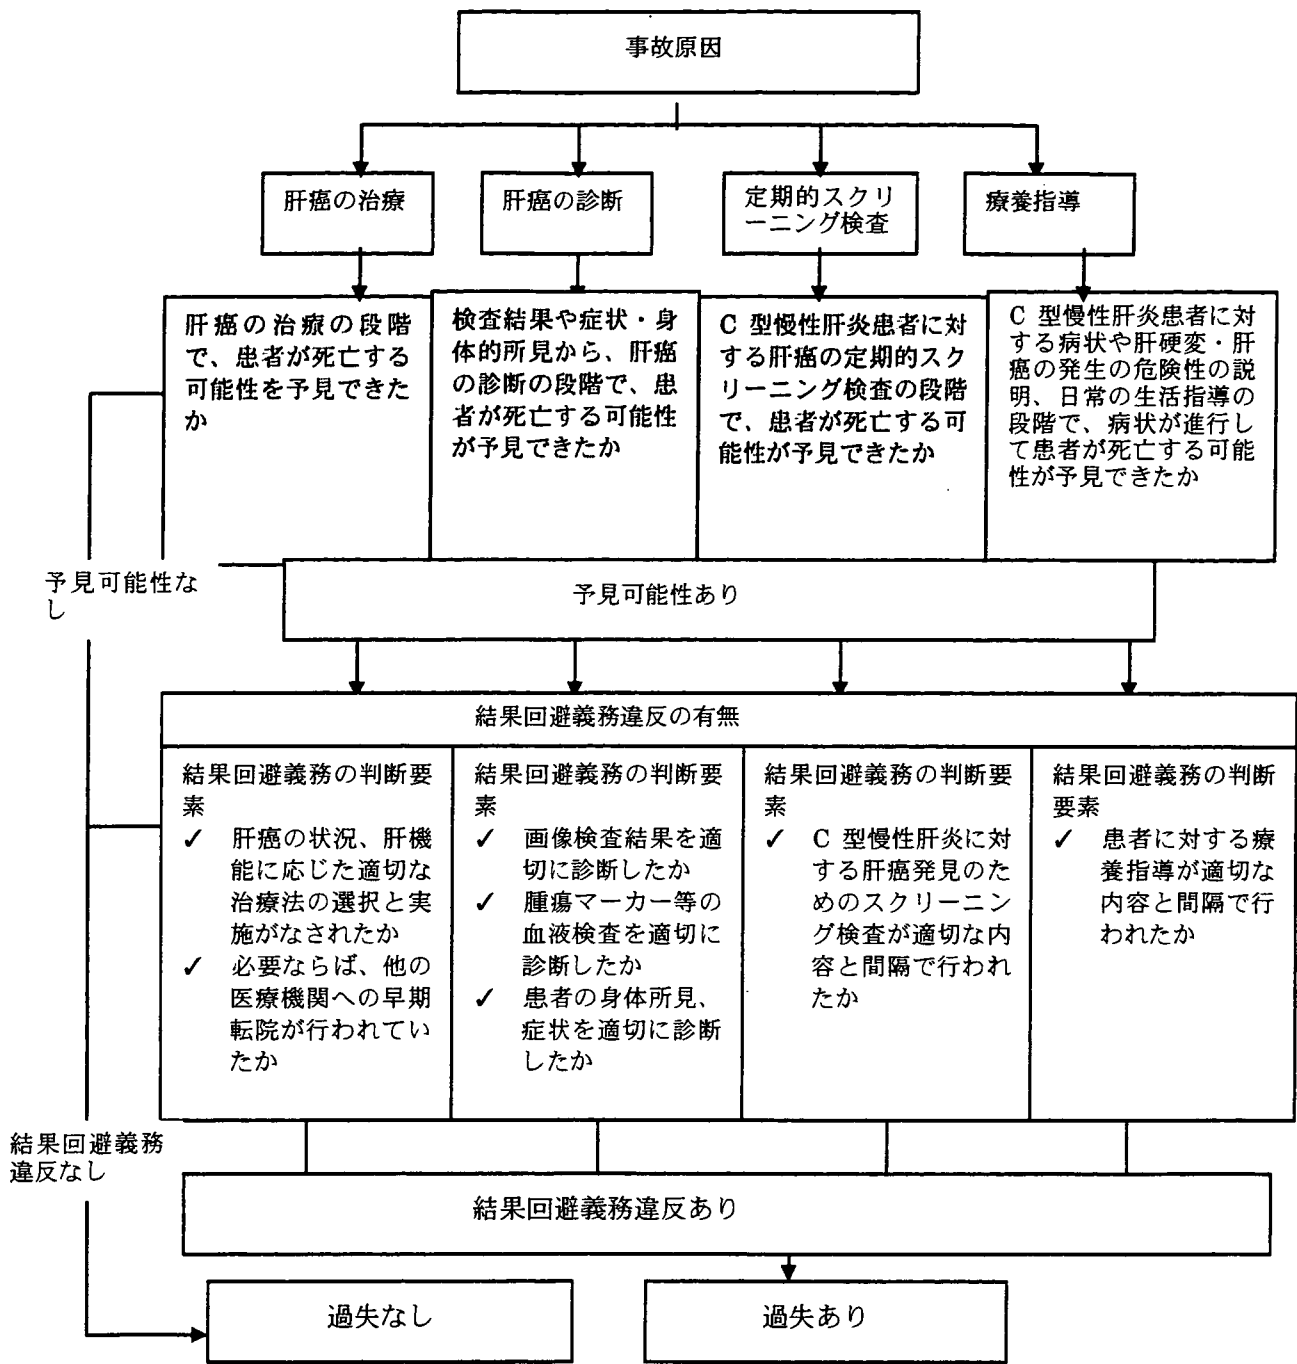 事故原因
肝癌の治療
肝癌の診断
定期的スクリ
ーニング検査
療養指導
肝癌の治療の段階
で、患者が死亡する
可能性を予見できた
か
検査結果や症状・身
体的所見から、肝癌
の診断の段階で、患
者が死亡する可能性
が予見できたか
C 型慢性肝炎患者に対
する肝癌の定期的スク
リーニング検査の段階
で、患者が死亡する可
能性が予見できたか
C 型慢性肝炎患者に対
する病状や肝硬変・肝
癌の発生の危険性の説
明、日常の生活指導の
段階で、病状が進行し
て患者が死亡する可能
性が予見できたか
予見可能性な
し
予見可能性あり
結果回避義務違反の有無
結果回避義務の判断要
素
✓ 肝癌の状況、肝機
能に応じた適切な
治療法の選択と実
施がなされたか
✓ 必要ならば、他の
医療機関への早期
転院が行われてい
たか
結果回避義務の判断要
素
✓ 画像検査結果を適
切に診断したか
✓ 腫瘍マーカー等の
血液検査を適切に
診断したか
✓ 患者の身体所見、
症状を適切に診断
したか
結果回避義務の判断要
素
✓ C 型慢性肝炎に対
する肝癌発見のた
めのスクリーニン
グ検査が適切な内
容と間隔で行われ
たか
結果回避義務の判断
要素
✓ 患者に対する療
養指導が適切な
内容と間隔で行
われたか
結果回避義務
違反なし
結果回避義務違反あり
過失なし
過失あり